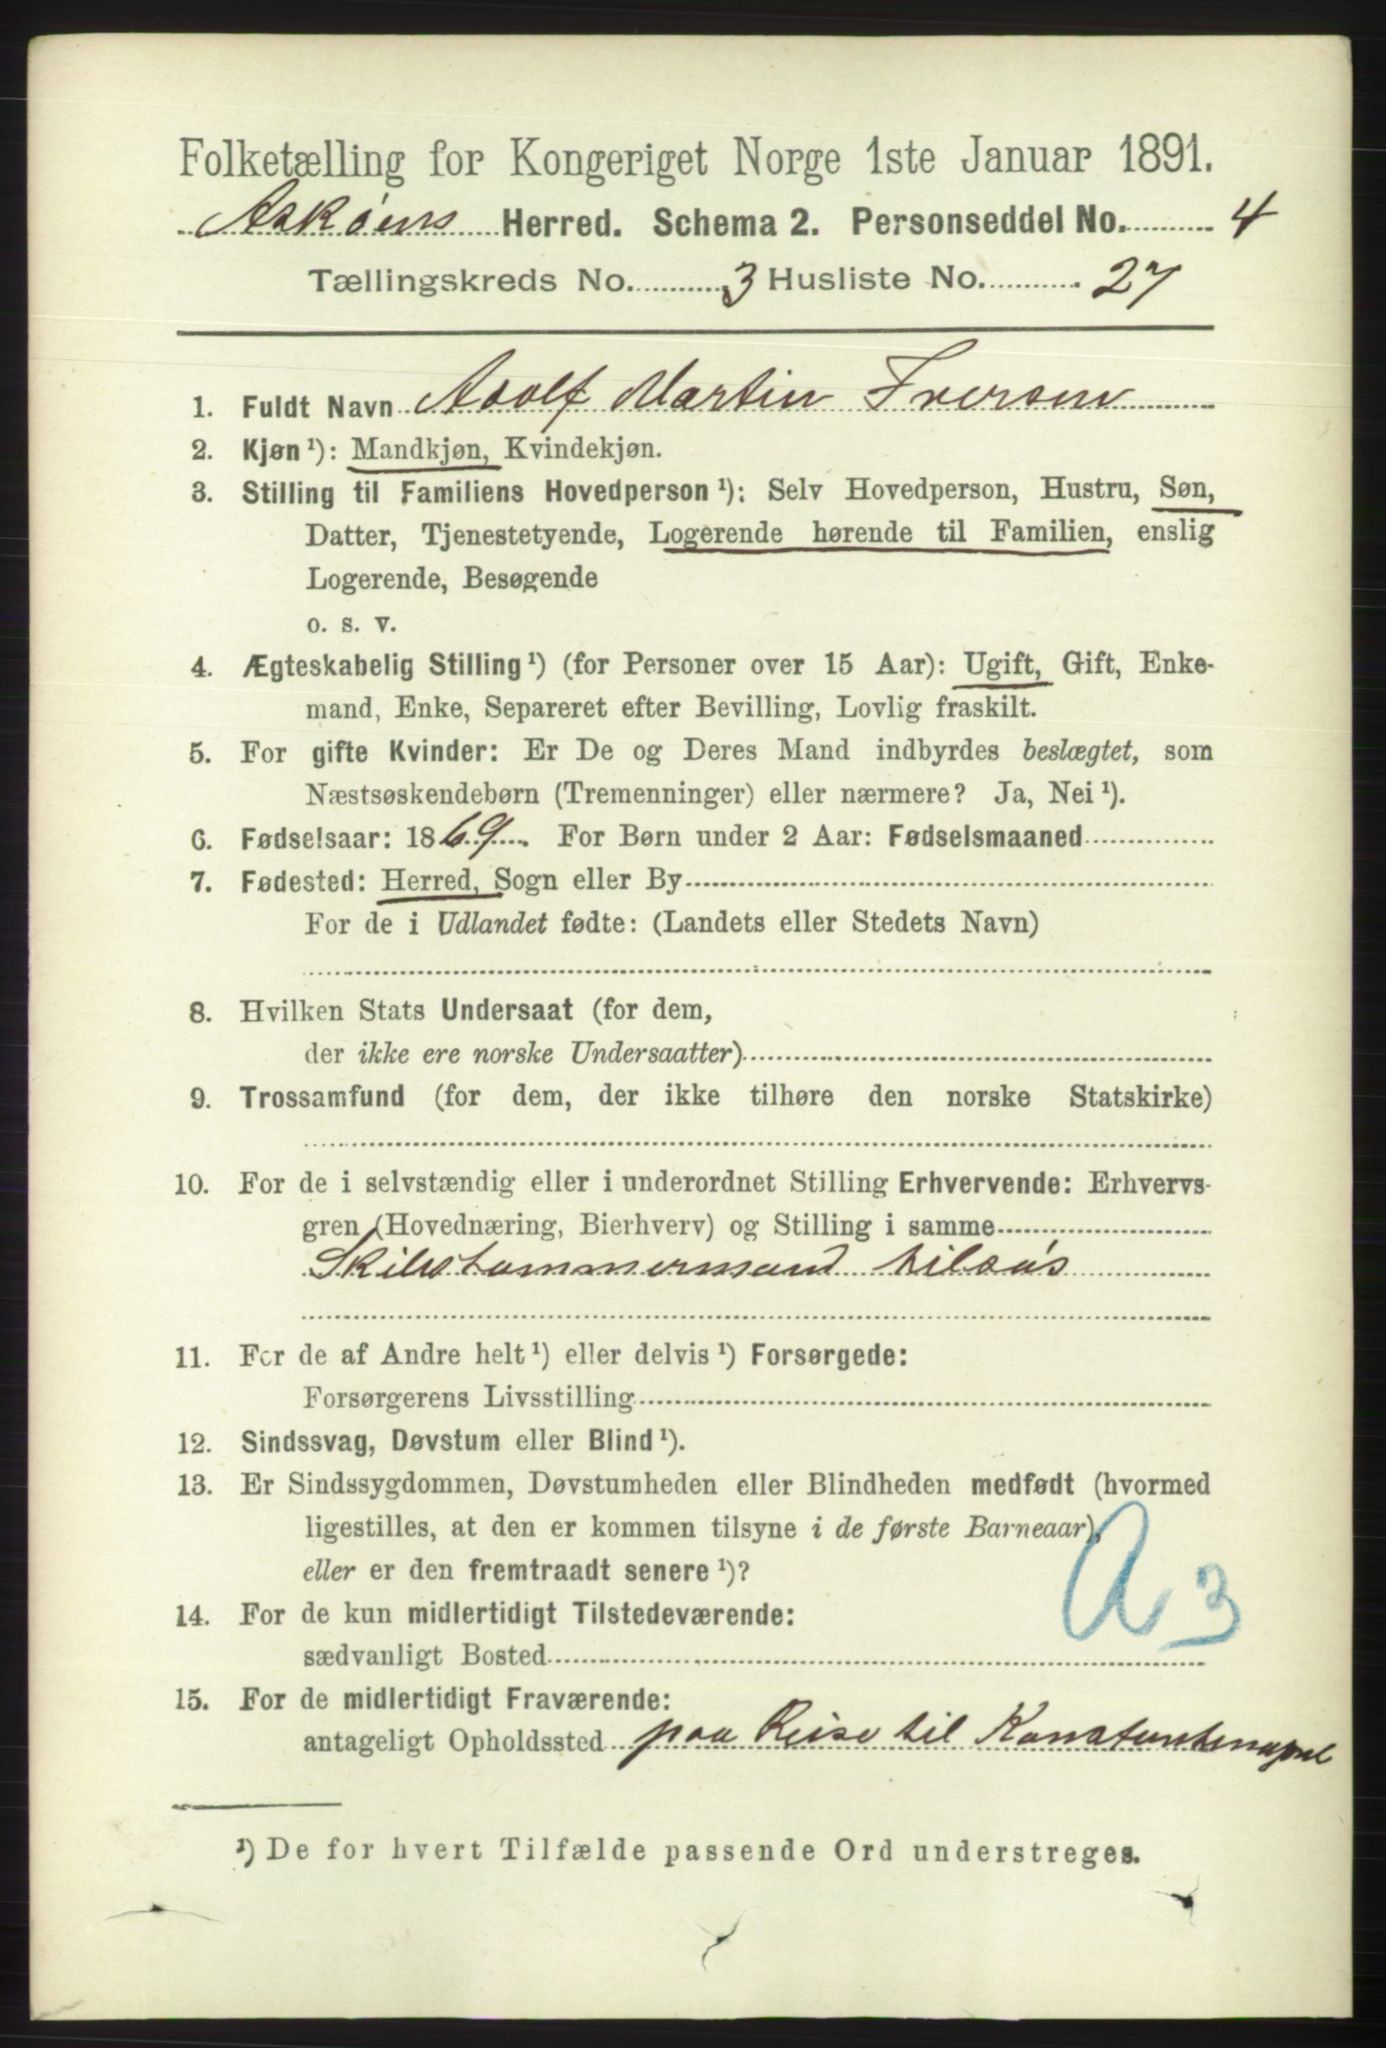 Folketælling for Kongeriget Norge 1ste Januar 1891.
Askøens Herred. Schema 2. Personseddel No. 4
Tællingskreds No. 3 Husliste No. 27
1. Fuldt Navn Adolf Martin Iversen
2. Kjøn ¹): Mandkjøn, Kvindekjøn.
3. Stilling til Familiens Hovedperson ¹): Selv Hovedperson, Hustru, Søn,
Datter, Tjenestetyende, Logerende hørende til Familien, enslig
Logerende, Besøgende
o. s. v.
4. Ægteskabelig Stilling ¹) (for Personer over 15 Aar): Ugift, Gift, Enke-
mand, Enke, Separeret efter Bevilling, Lovlig fraskilt.
5. For gifte Kvinder: Er De og Deres Mand indbyrdes beslægtet, som
Næstsøskendebørn (Tremenninger) eller nærmere? Ja, Nei ¹).
6. Fødselsaar: 1869. For Børn under 2 Aar: Fødselsmaaned
7. Fødested: Herred, Sogn eller By
For de i Udlandet fødte: (Landets eller Stedets Navn)
8. Hvilken Stats Undersaat (for dem,
der ikke ere norske Undersaatter)
9. Trossamfund (for dem, der ikke tilhøre den norske Statskirke)
10. For de i selvstændig eller i underordnet Stilling Erhvervende: Erhvervs-
gren (Hovednæring, Bierhverv) og Stilling i samme
tilsøs
11. For de af Andre helt ¹) eller delvis ¹) Forsørgede:
Forsørgerens Livsstilling
12. Sindssvag, Døvstum eller Blind ¹).
13. Er Sindssygdommen, Døvstumheden eller Blindheden medfødt (hvormed
ligestilles, at den er kommen tilsyne i de første Barneaar),
eller er den fremtraadt senere ¹)?
A 3
14. For de kun midlertidigt Tilstedeværende:
sædvanligt Bosted
15. For de midlertidigt Fraværende:
antageligt Opholdssted paa Reise til
¹) De for hvert Tilfælde passende Ord understreges.